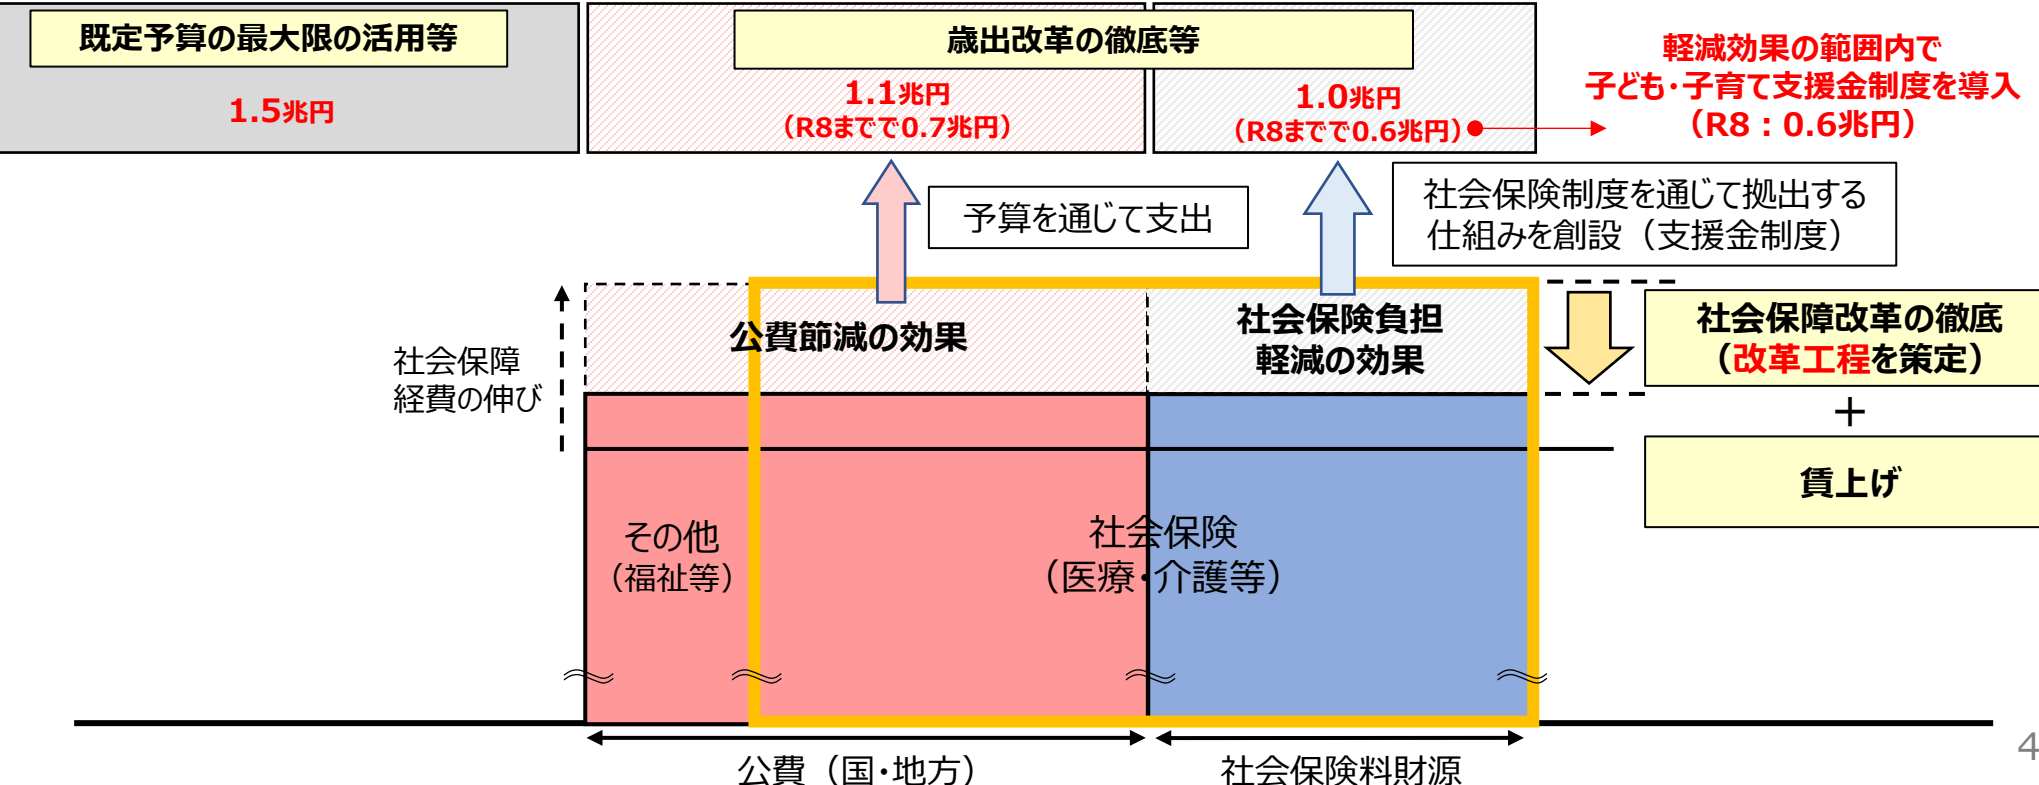 既定予算の最大限の活用等
1.5兆円
歳出改革の徹底等
1.1兆円
（R8までで0.7兆円）
1.0兆円
（R8までで0.6兆円）
軽減効果の範囲内で
子ども・子育て支援金制度を導入
（R8：0.6兆円）
予算を通じて支出
社会保険制度を通じて拠出する
仕組みを創設（支援金制度）
社会保障
経費の伸び
公費節減の効果
社会保険負担
軽減の効果
社会保障改革の徹底
（改革工程を策定）
＋
賃上げ
その他
（福祉等）
社会保険
（医療・介護等）
公費（国・地方）
社会保険料財源
4